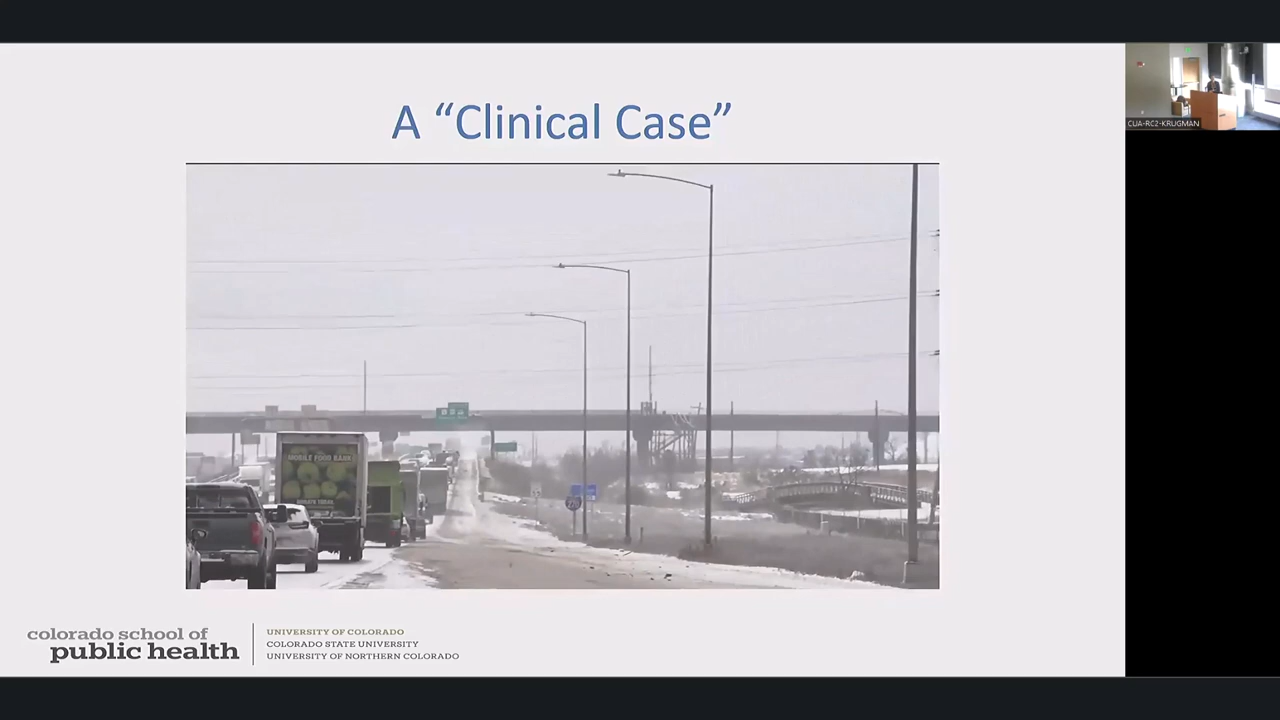 A “Clinical Case”
MOBILE FOOD BANK
CUA-RC2-KRUGMAN
colorado school of
public health
UNIVERSITY OF COLORADO
COLORADO STATE UNIVERSITY
UNIVERSITY OF NORTHERN COLORADO